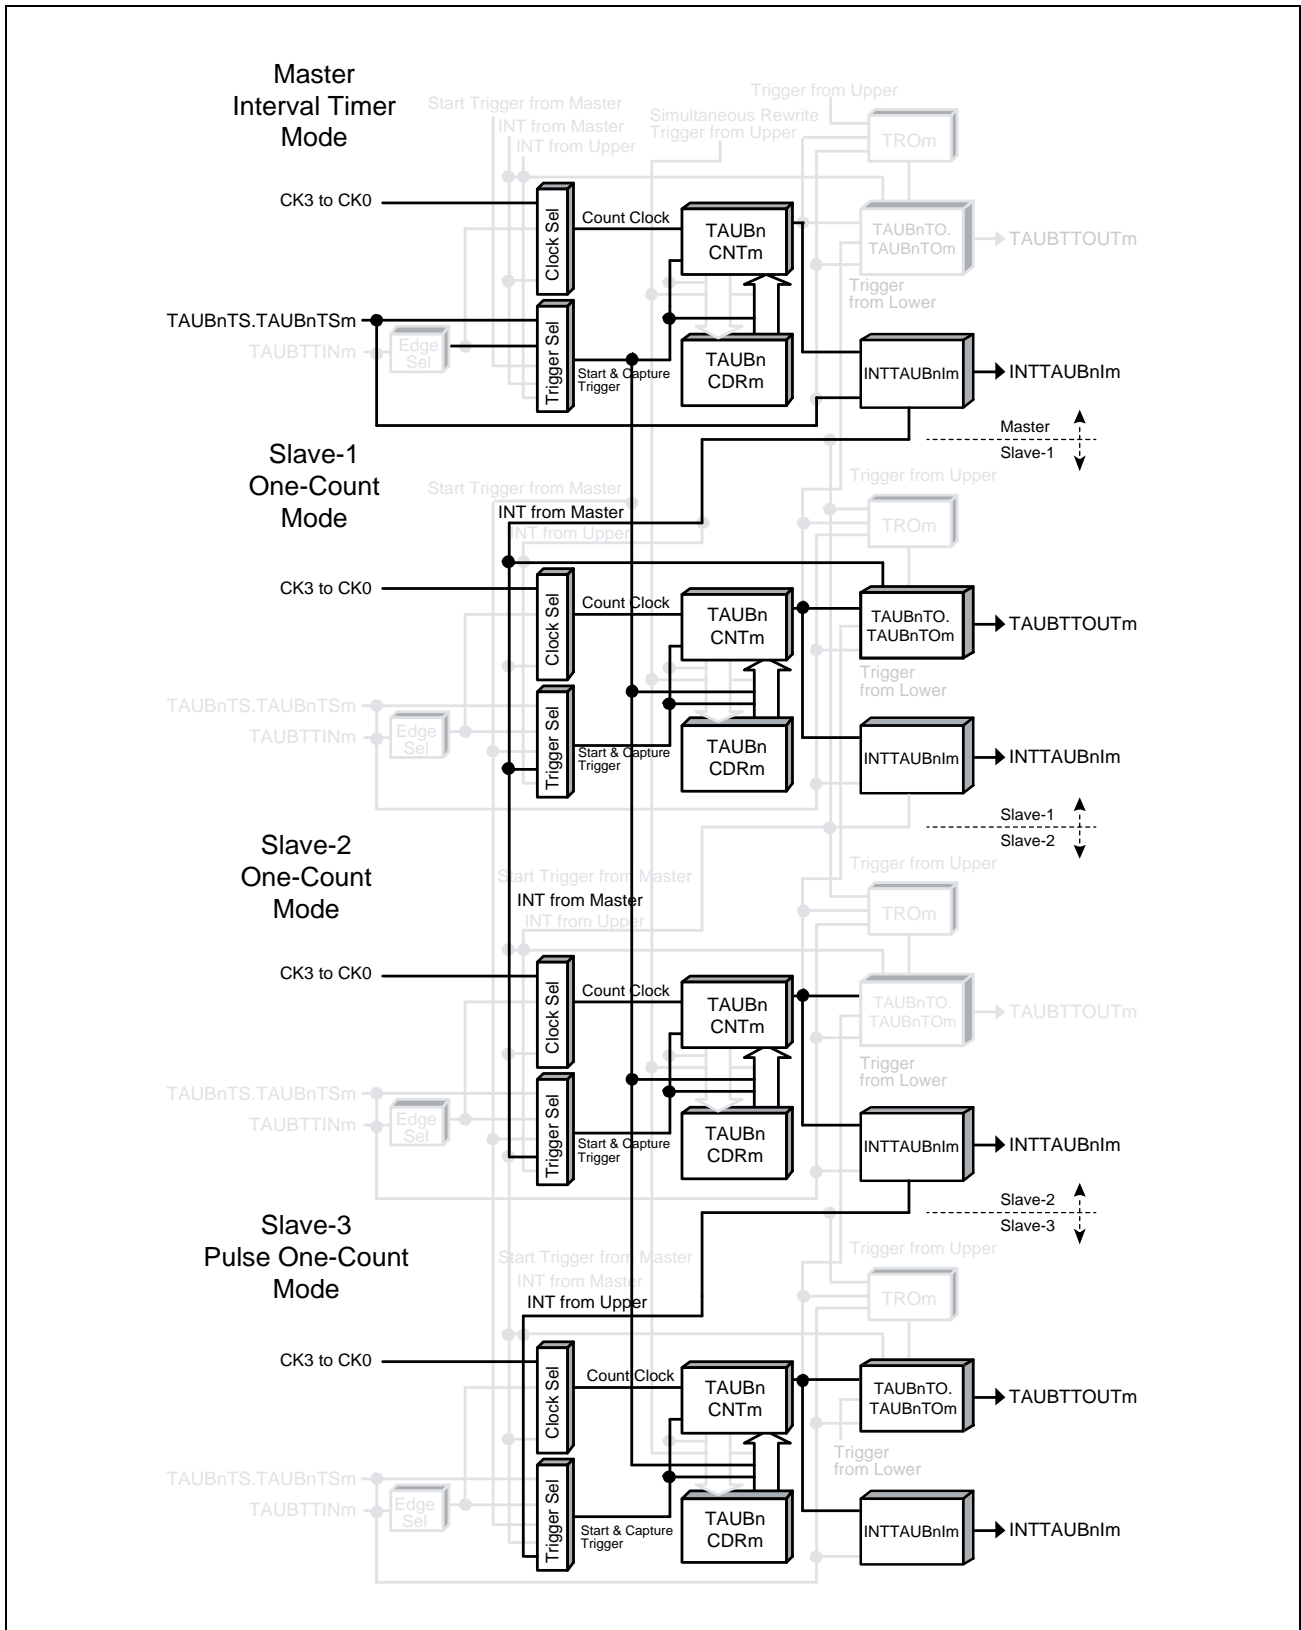 Master
Interval Timer
Mode
Start Trigger from Master
INT from Master
INT from Upper
Simultaneous Rewrite
Trigger from Upper
Trigger from Upper
TROm
CK3 to CK0
Clock Sel
Count Clock
TAUBn
CNTm
TAUBnTO.
TAUBnTOm
TAUBTTOUTm
Trigger
from Lower
TAUBnTS.TAUBnTSm
TAUBTTINm
Edge
Sel
Trigger Sel
Start & Capture
Trigger
TAUBn
CDRm
INTTAUBnIm
INTTAUBnIm
Master
Slave-1
Slave-1
One-Count
Mode
Start Trigger from Master
INT from Master
INT from Upper
Trigger from Upper
TROm
CK3 to CK0
Clock Sel
Count Clock
TAUBn
CNTm
TAUBnTO.
TAUBnTOm
TAUBTTOUTm
Trigger
from Lower
TAUBnTS.TAUBnTSm
TAUBTTINm
Edge
Sel
Trigger Sel
Start & Capture
Trigger
TAUBn
CDRm
INTTAUBnIm
INTTAUBnIm
Slave-1
Slave-2
Slave-2
One-Count
Mode
Start Trigger from Master
INT from Master
INT from Upper
Trigger from Upper
TROm
CK3 to CK0
Clock Sel
Count Clock
TAUBn
CNTm
TAUBnTO.
TAUBnTOm
TAUBTTOUTm
Trigger
from Lower
TAUBnTS.TAUBnTSm
TAUBTTINm
Edge
Sel
Trigger Sel
Start & Capture
Trigger
TAUBn
CDRm
INTTAUBnIm
INTTAUBnIm
Slave-2
Slave-3
Slave-3
Pulse One-Count
Mode
Start Trigger from Master
INT from Master
INT from Upper
Trigger from Upper
TROm
CK3 to CK0
Clock Sel
Count Clock
TAUBn
CNTm
TAUBnTO.
TAUBnTOm
TAUBTTOUTm
Trigger
from Lower
TAUBnTS.TAUBnTSm
TAUBTTINm
Edge
Sel
Trigger Sel
Start & Capture
Trigger
TAUBn
CDRm
INTTAUBnIm
INTTAUBnIm